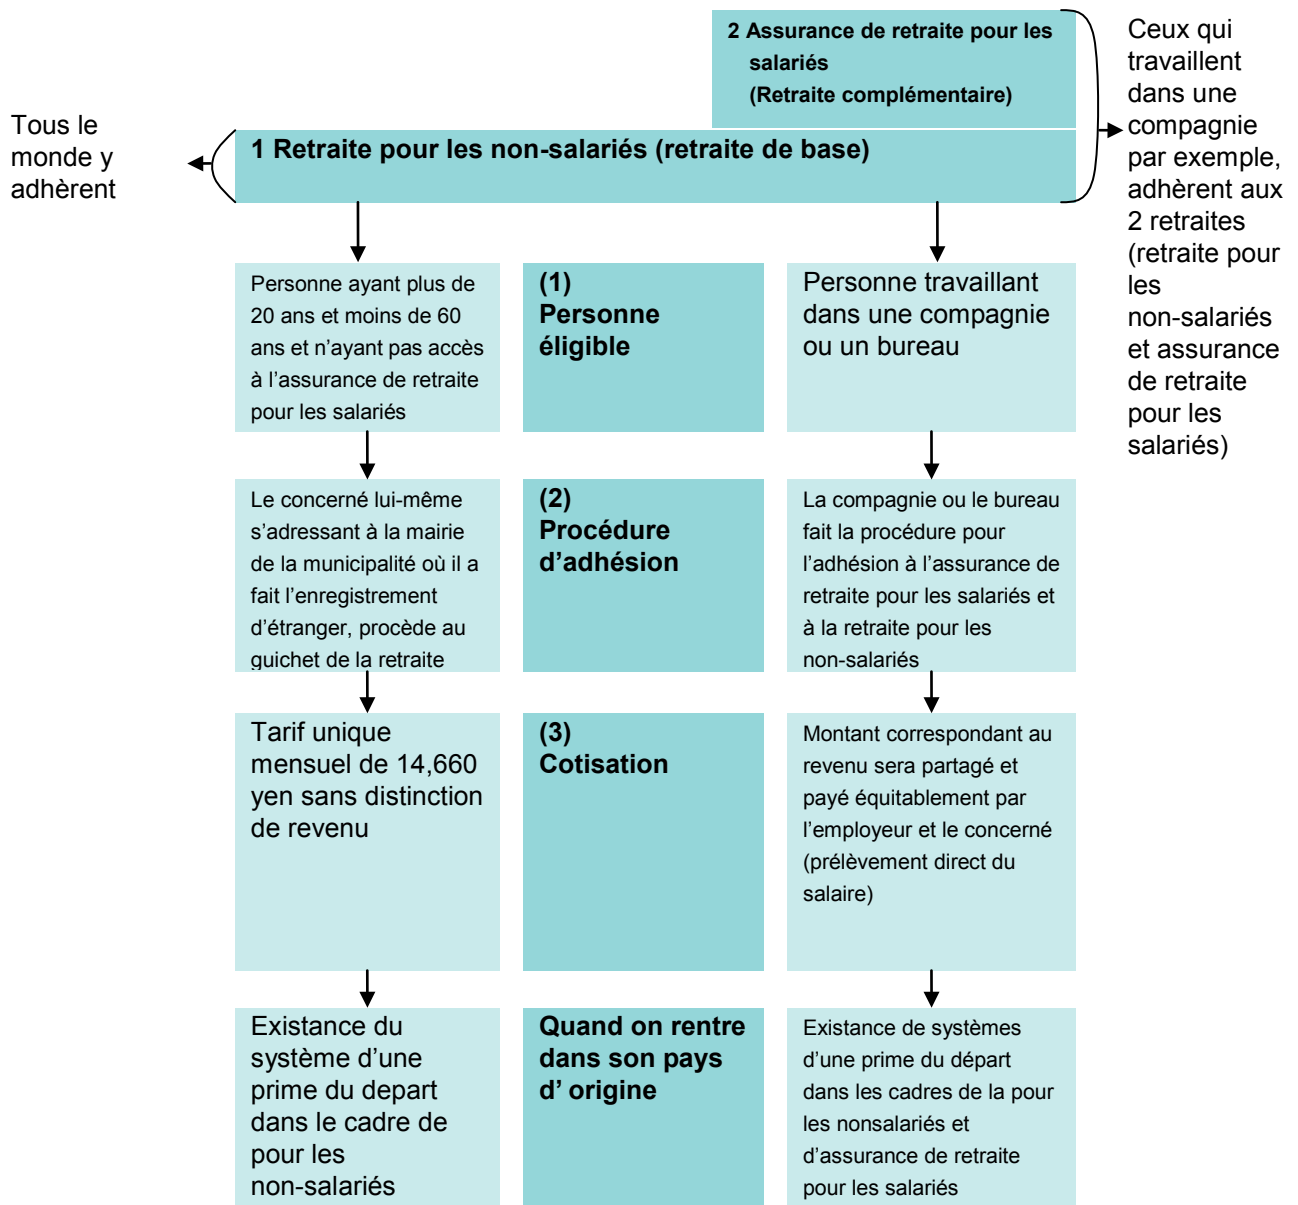 2 Assurance de retraite pour les
salariés
(Retraite complémentaire)
Ceux qui
travaillent
dans une
compagnie
par exemple,
adhèrent aux
2 retraites
(retraite pour
les
non-salariés
et assurance
de retraite
pour les
salariés)
Tous le
monde y
adhèrent
1 Retraite pour les non-salariés (retraite de base)
Personne ayant plus de
20 ans et moins de 60
ans et n’ayant pas accès
à l’assurance de retraite
pour les salariés
(1)
Personne
éligible
Personne travaillant
dans une compagnie
ou un bureau
Le concerné lui-même
s’adressant à la mairie
de la municipalité où il a
fait l’enregistrement
d’étranger, procède au
guichet de la retraite
(2)
Procédure
d’adhésion
La compagnie ou le bureau
fait la procédure pour
l’adhésion à l’assurance de
retraite pour les salariés et
à la retraite pour les
non-salariés
Tarif unique
mensuel de 14,660
yen sans distinction
de revenu
(3)
Cotisation
Montant correspondant au
revenu sera partagé et
payé équitablement par
l’employeur et le concerné
(prélèvement direct du
salaire)
Existance du
système d’une
prime du depart
dans le cadre de
pour les
non-salariés
Quand on rentre
dans son pays
d’ origine
Existance de systèmes
d’une prime du départ
dans les cadres de la pour
les nonsalariés et
d’assurance de retraite
pour les salariés